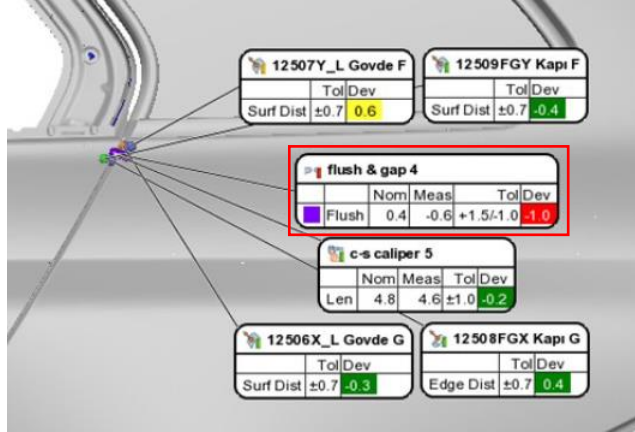 12507Y_L Govde F
Tol Dev
Surf Dist ±0.7 0.6
12509FGY Kapı F
Tol Dev
Surf Dist ±0.7 -0.4
flush & gap 4
Nom Meas Tol Dev
Flush 0.4 -0.6 +1.5/-1.0 -1.0
c-s caliper 5
Nom Meas Tol Dev
Len 4.8 4.6 ±1.0 -0.2
12506X_L Govde G
Tol Dev
Surf Dist ±0.7 -0.3
12508FGX Kapı G
Tol Dev
Edge Dist ±0.7 0.4